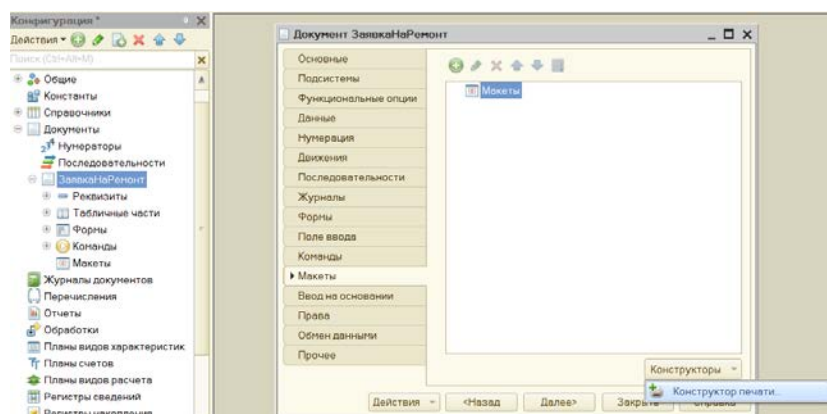 Конфигурация *
Действия
Поиск (Ctrl+Alt+M)
Общие
Константы
Справочники
Документы
Нумераторы
Последовательности
ЗаявкаНаРемонт
Реквизиты
Табличные части
Формы
Команды
Макеты
Журналы документов
Перечисления
Отчеты
Обработки
Планы видов характеристик
Планы счетов
Планы видов расчета
Регистры сведений
Регистры накопления
Документ ЗаявкаНаРемонт
Основные
Подсистемы
Функциональные опции
Данные
Нумерация
Движения
Последовательности
Журналы
Формы
Поле ввода
Команды
Макеты
Ввод на основании
Права
Обмен данными
Прочее
Макеты
Конструкторы
Конструктор печати...
Действия
<Назад
Далее>
Закрыть
Справка